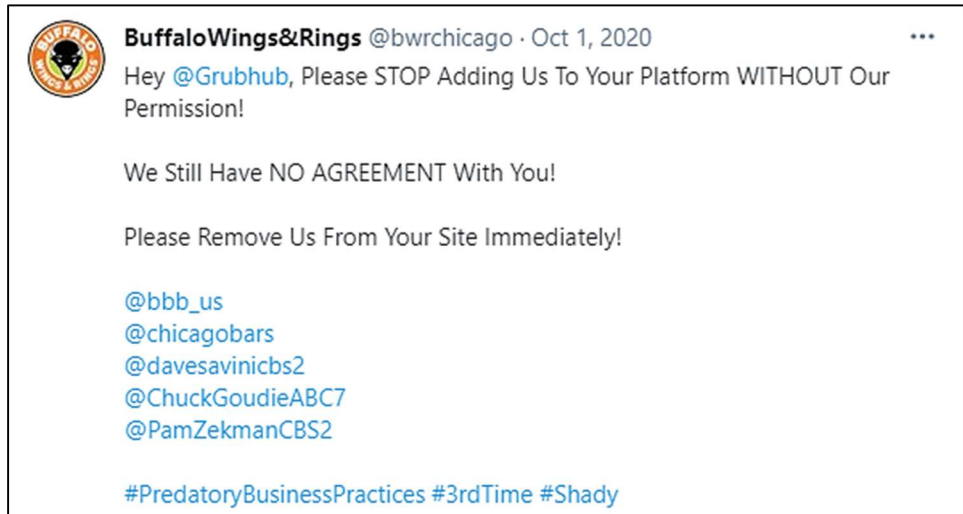 BUFFALO
WINGS & RINGS
BuffaloWings&Rings @bwrchicago · Oct 1, 2020
Hey @Grubhub, Please STOP Adding Us To Your Platform WITHOUT Our
Permission!
We Still Have NO AGREEMENT With You!
Please Remove Us From Your Site Immediately!
@bbb_us
@chicagobars
@davesavinicbs2
@ChuckGoudieABC7
@PamZekmanCBS2
#PredatoryBusinessPractices #3rdTime #Shady